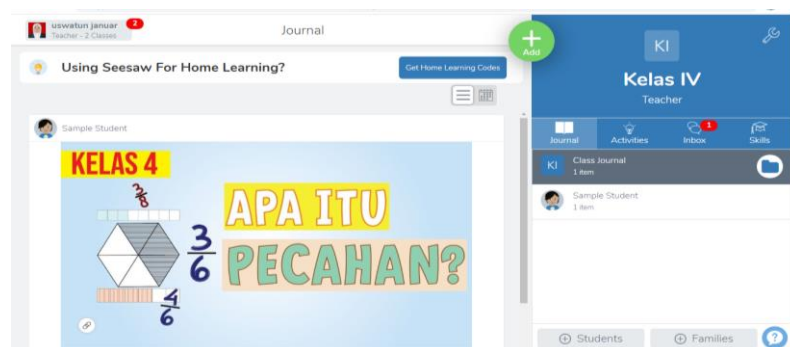 uswatun januar 2
Teacher - 2 Classes
Journal
Add
KI
Kelas IV
Teacher
Using Seesaw For Home Learning?
Get Home Learning Codes
Journal
Activities
1
Inbox
Skills
KI
Class Journal
1 item
Sample Student
1 item
Sample Student
KELAS 4
3/8
3/6
4/6
APA ITU
PECAHAN?
Students
Families
?